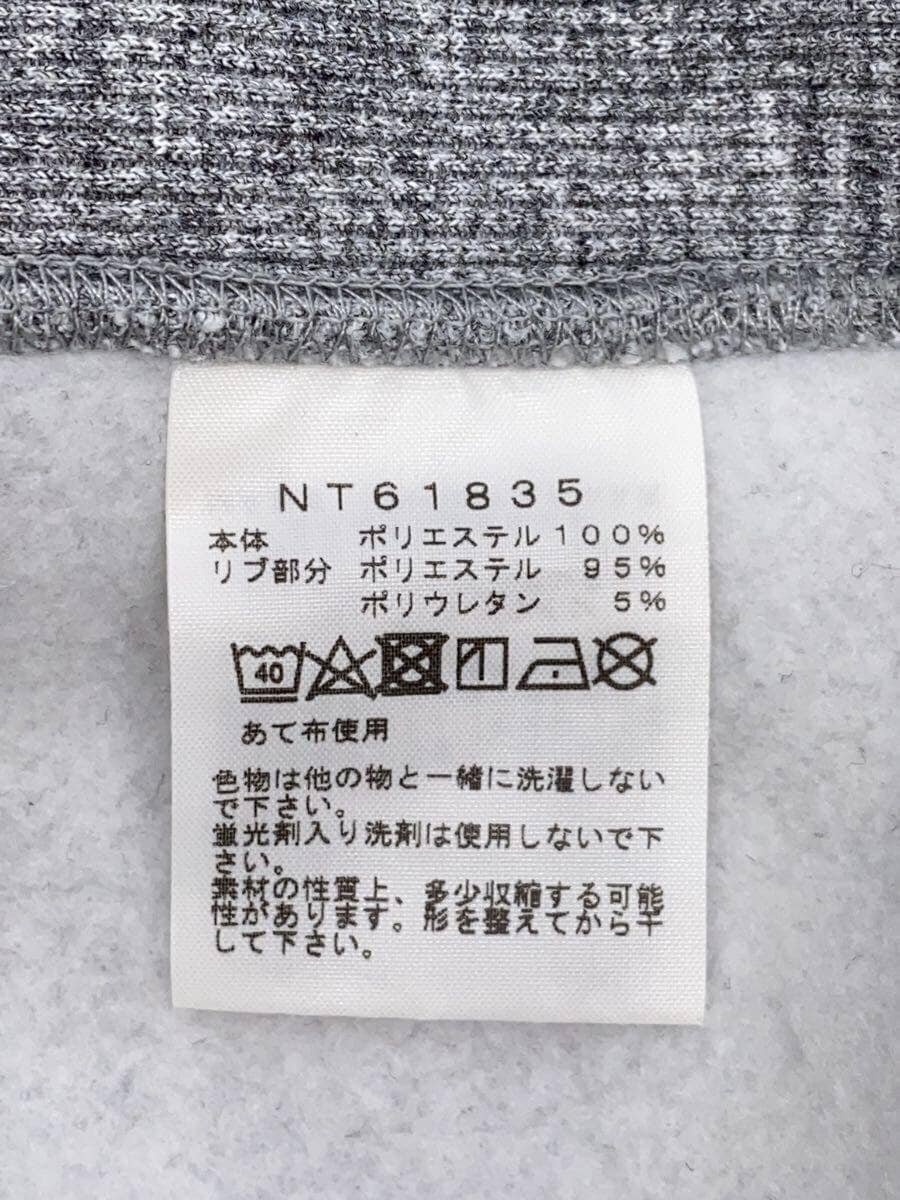 NT61835
本体 ポリエステル 100%
リブ部分 ポリエステル 95%
ポリウレタン 5%
40
あて布使用
色物は他の物と一緒に洗濯しない
で下さい。
蛍光剤入り洗剤は使用しないで下
さい。
素材の性質上、多少収縮する可能
性があります。形を整えてから干
して下さい。